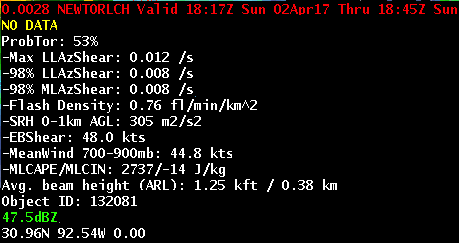 0.0028 NEWTORLCH Valid 18:17Z Sun 02Apr17 Thru 18:45Z Sun
NO DATA
ProbTor: 53%
-Max LLAzShear: 0.012 /s
-98% LLAzShear: 0.008 /s
-98% MLAzShear: 0.008 /s
-Flash Density: 0.76 fl/min/km^2
-SRH 0-1km AGL: 305 m2/s2
-EBShear: 48.0 kts
-MeanWind 700-900mb: 44.8 kts
-MLCAPE/MLCIN: 2737/-14 J/kg
Avg. beam height (ARL): 1.25 kft / 0.38 km
Object ID: 132081
47.5dBZ
30.96N 92.54W 0.00